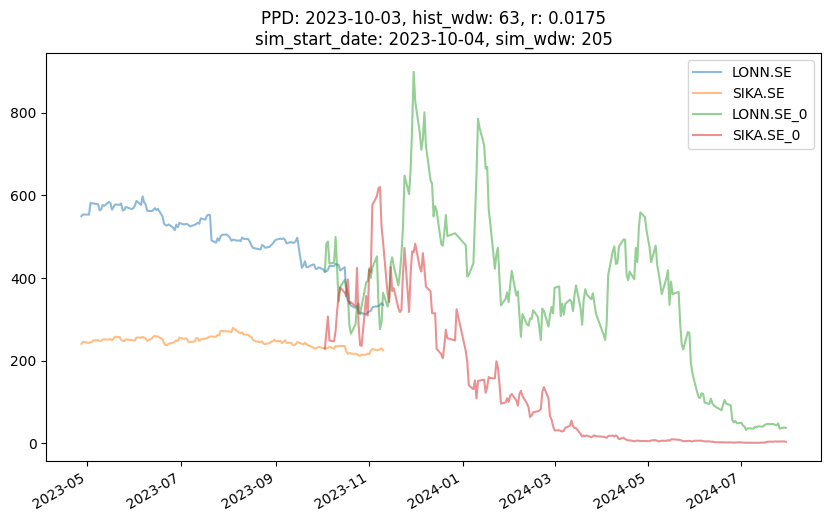 PPD: 2023-10-03, hist_wdw: 63, r: 0.0175
sim_start_date: 2023-10-04, sim_wdw: 205
LONN.SE
SIKA.SE
LONN.SE_0
SIKA.SE_0
800
600
400
200
0
2023-05
2023-07
2023-09
2023-11
2024-01
2024-03
2024-05
2024-07